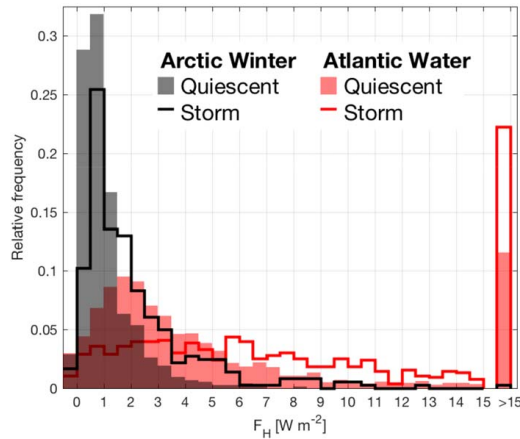 0.3
0.25
0.2
0.15
0.1
0.05
0
Relative frequency
Arctic Winter
Quiescent
Storm
Atlantic Water
Quiescent
Storm
0 1 2 3 4 5 6 7 8 9 10 11 12 13 14 15 >15
F_H [W m⁻²]